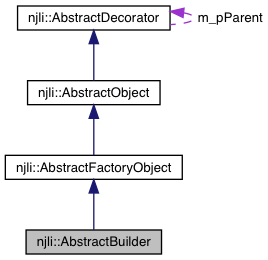 njli::AbstractDecorator
m_pParent
njli::AbstractObject
njli::AbstractFactoryObject
njli::AbstractBuilder